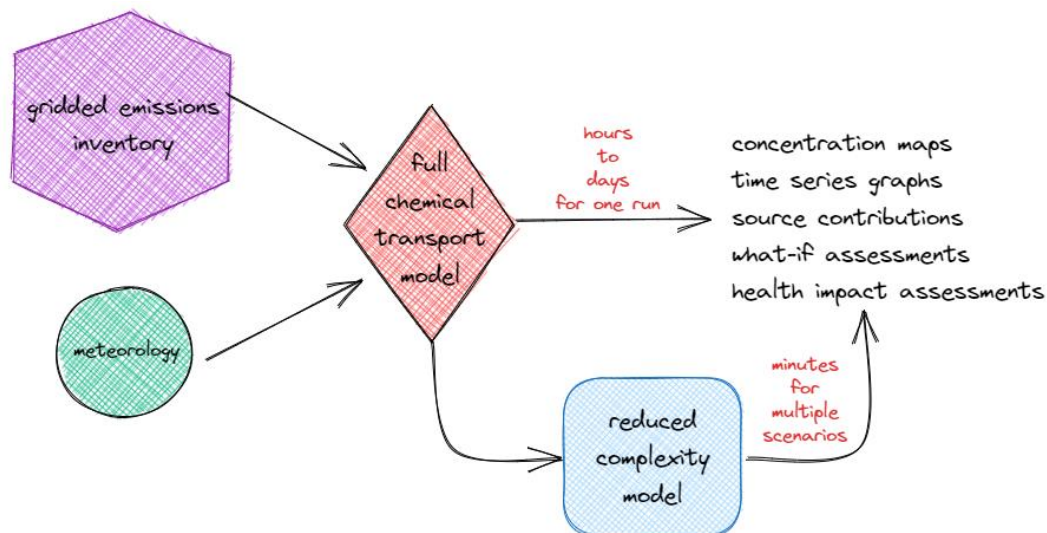 gridded emissions
inventory
meteorology
full
chemical
transport
model
hours
to
days
for one run
concentration maps
time series graphs
source contributions
what-if assessments
health impact assessments
reduced
complexity
model
minutes
for
multiple
scenarios